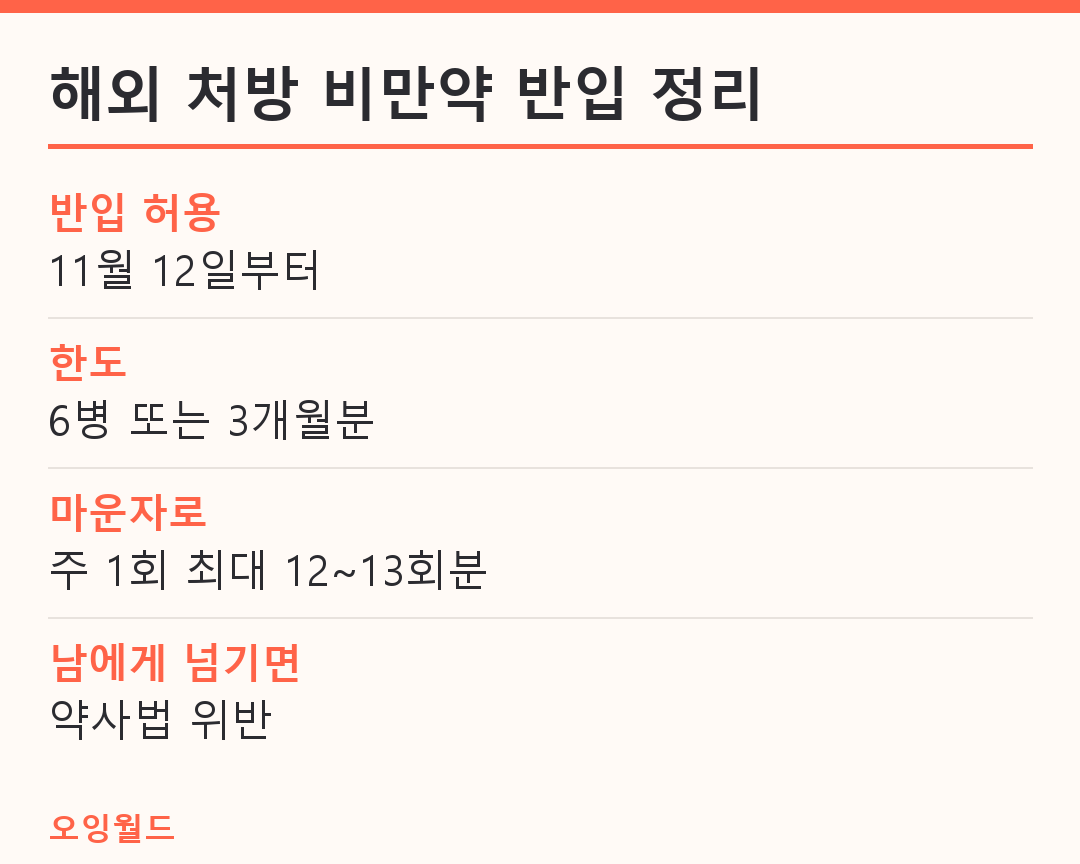 해외 처방 비만약 반입 정리
반입 허용
11월 12일부터
한도
6병 또는 3개월분
마운자로
주 1회 최대 12~13회분
남에게 넘기면
약사법 위반
오잉월드